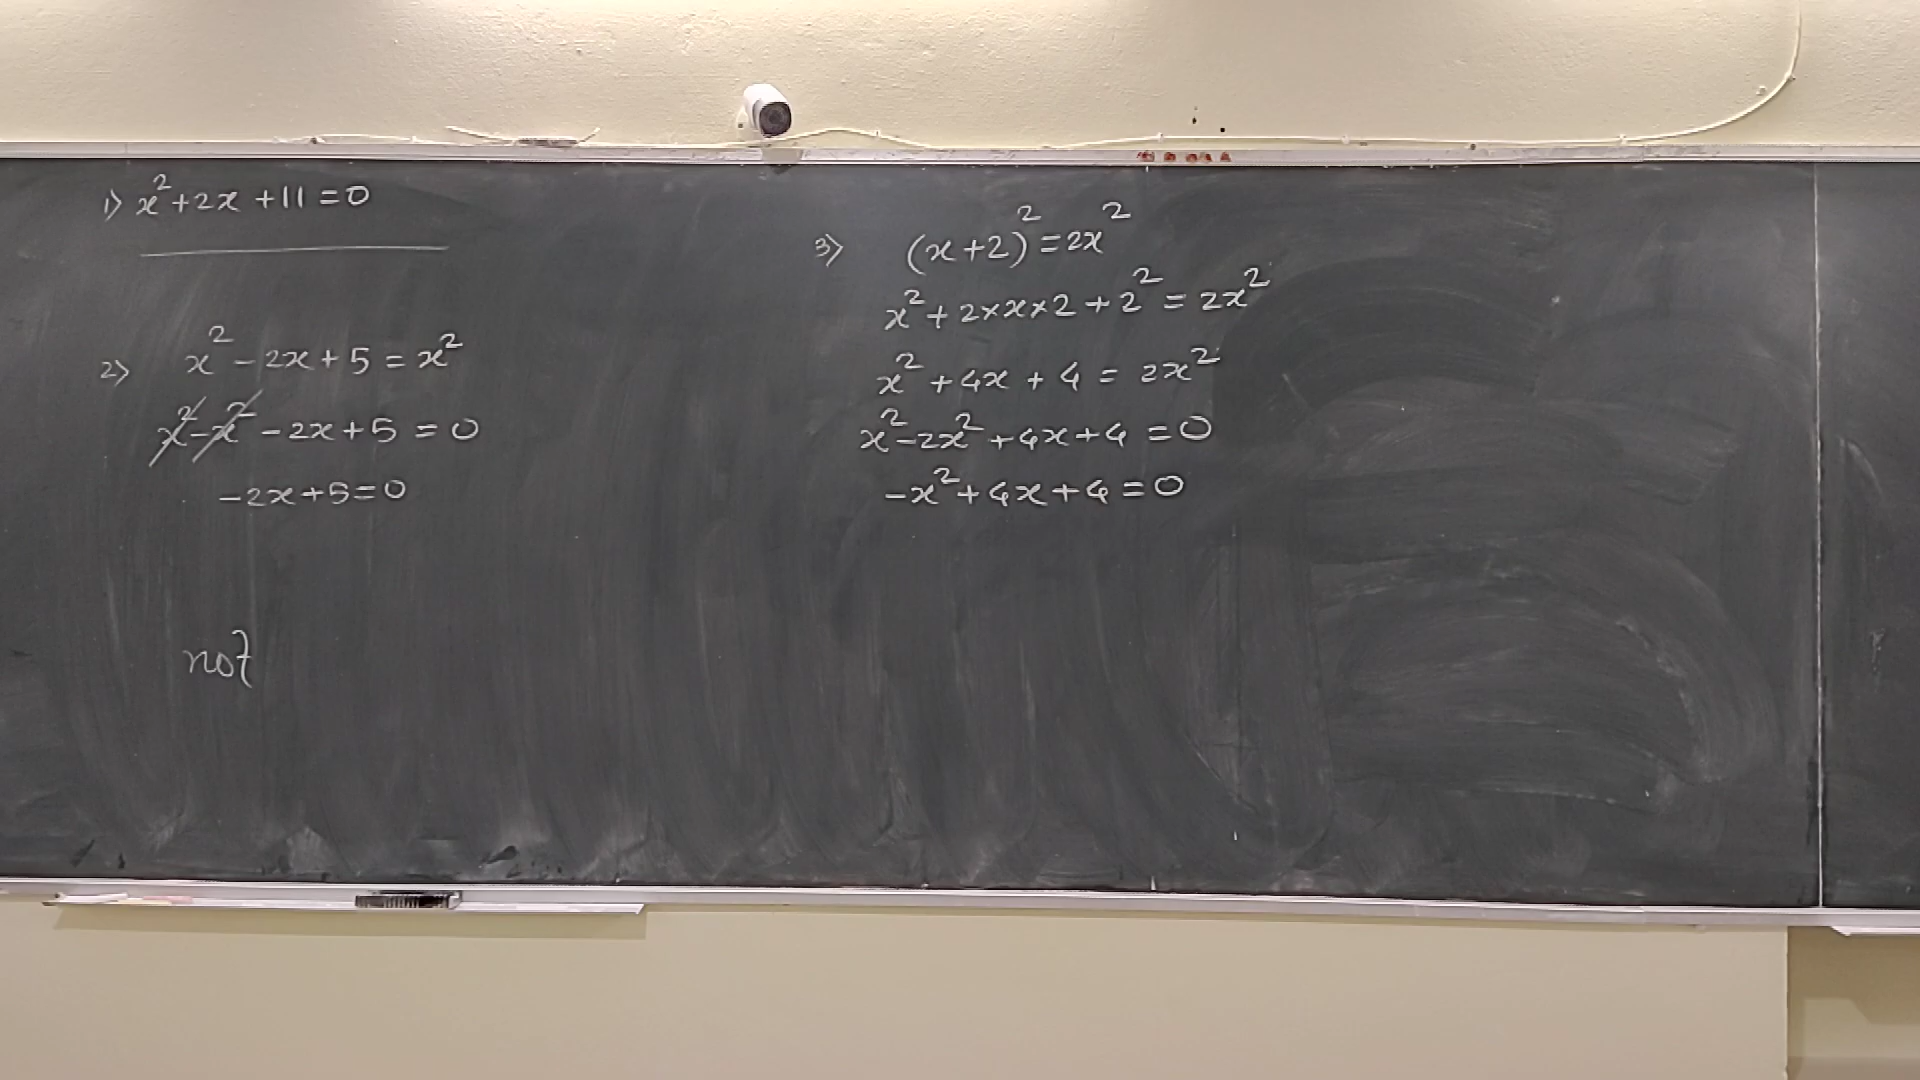 1) x²+2x+11=0
2) x²-2x+5=x²
x²-x²-2x+5=0
-2x+5=0
not
3) (x+2)²=2x²
x²+2×x×2+2²=2x²
x²+4x+4=2x²
x²-2x²+4x+4=0
-x²+4x+4=0